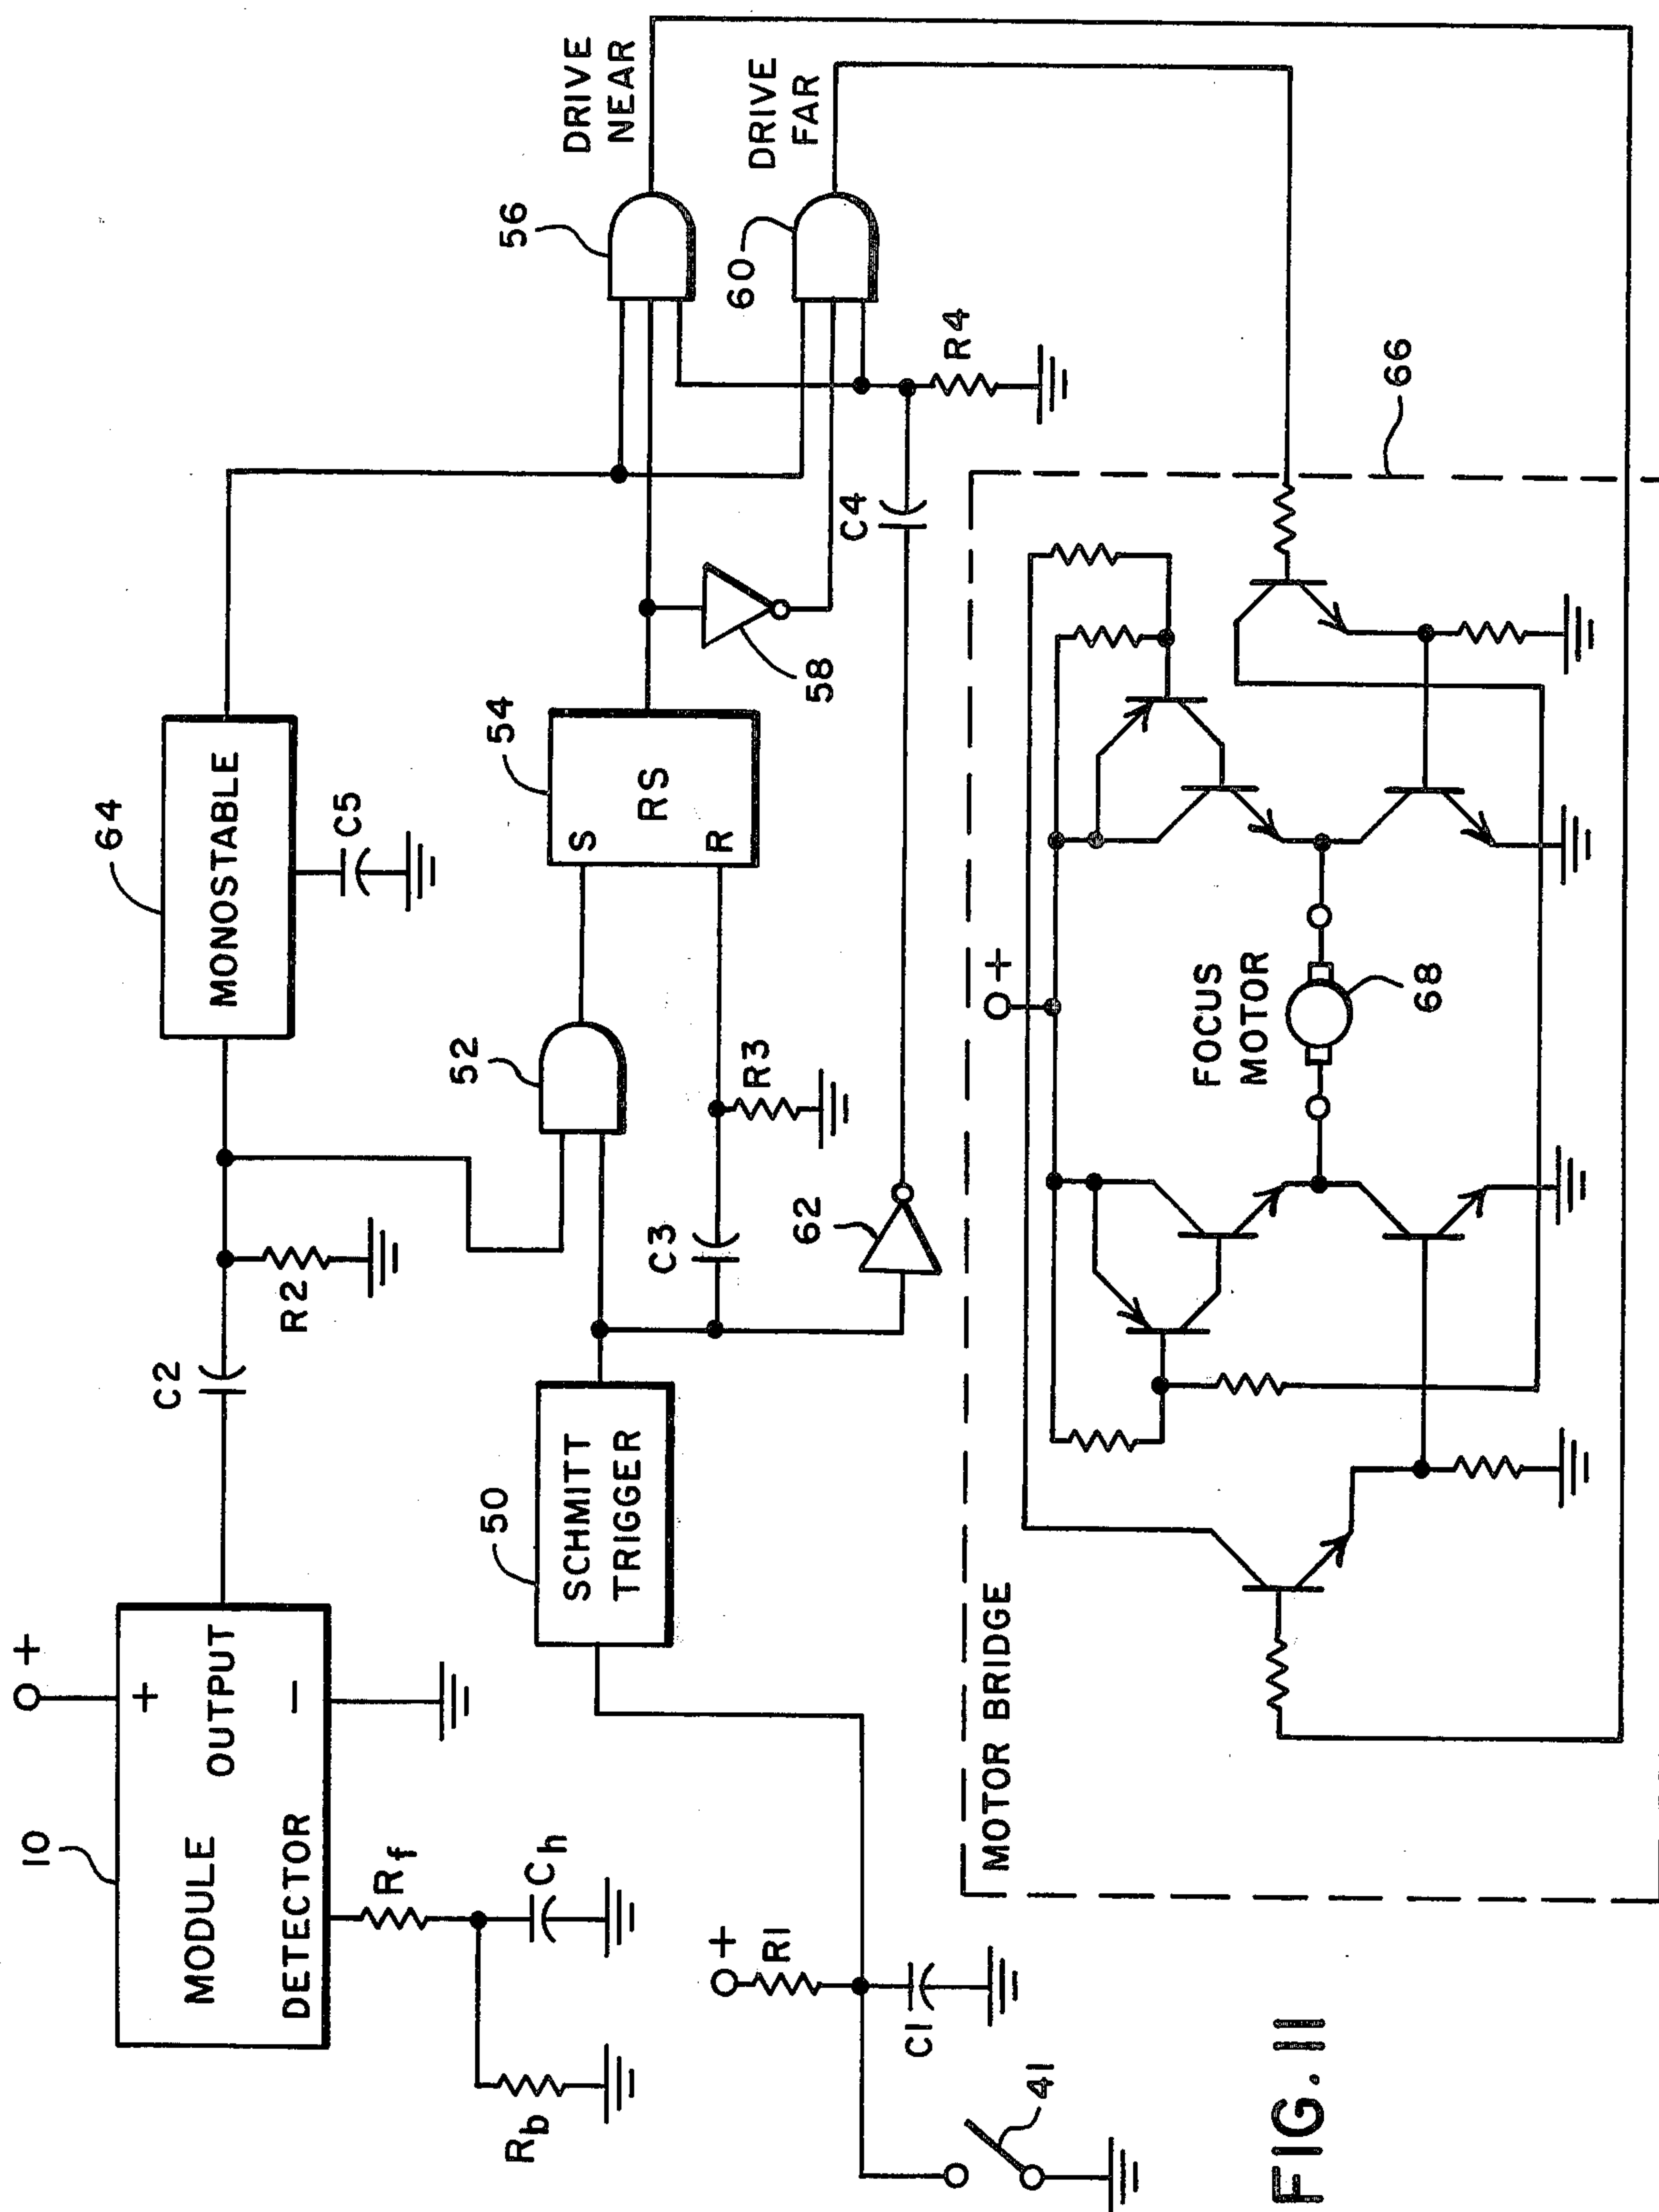 10
+
+
MODULE
OUTPUT
DETECTOR
−
Rf
Ch
Rb
C2
R2
64
MONOSTABLE
C5
50
SCHMITT
TRIGGER
52
54
S
RS
R
C3
R3
58
62
C4
R4
56
60
DRIVE
NEAR
DRIVE
FAR
+
R1
C1
41
MOTOR BRIDGE
66
+
FOCUS
MOTOR
68
FIG. 11